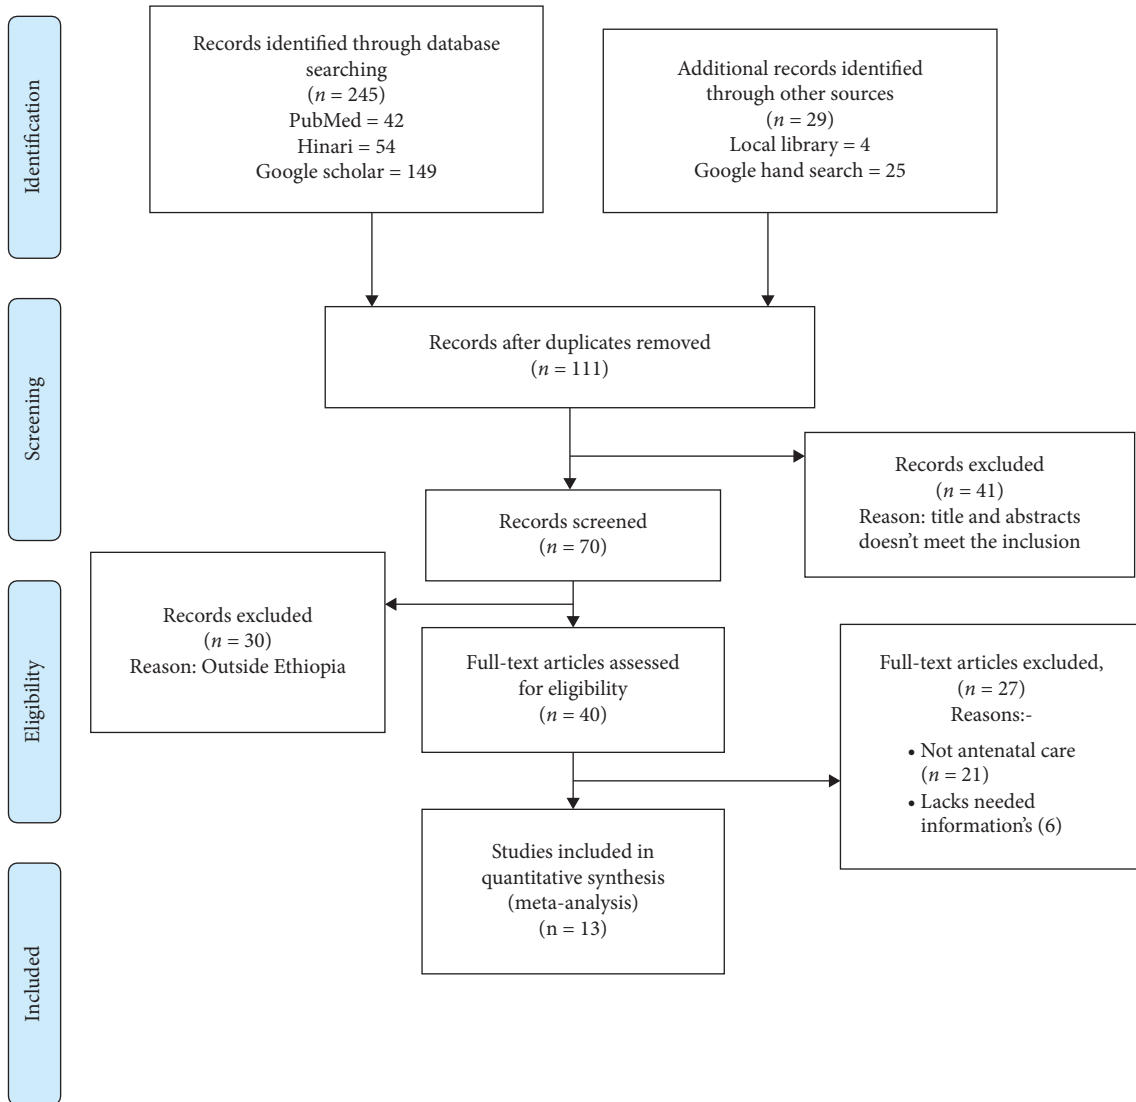 Identification
Records identified through database
searching
(n = 245)
PubMed = 42
Hinari = 54
Google scholar = 149
Additional records identified
through other sources
(n = 29)
Local library = 4
Google hand search = 25
Screening
Records after duplicates removed
(n = 111)
Records excluded
(n = 41)
Reason: title and abstracts
doesn't meet the inclusion
Records screened
(n = 70)
Eligibility
Records excluded
(n = 30)
Reason: Outside Ethiopia
Full-text articles assessed
for eligibility
(n = 40)
Full-text articles excluded,
(n = 27)
Reasons:-
• Not antenatal care
(n = 21)
• Lacks needed
information's (6)
Included
Studies included in
quantitative synthesis
(meta-analysis)
(n = 13)